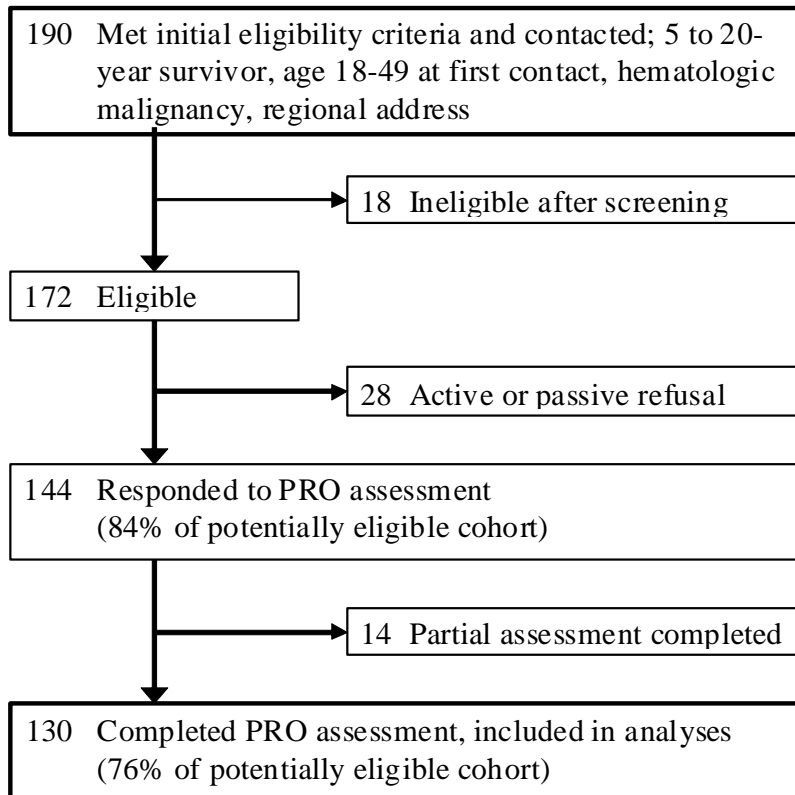 190 Met initial eligibility criteria and contacted; 5 to 20-
year survivor, age 18-49 at first contact, hematologic
malignancy, regional address
18 Ineligible after screening
172 Eligible
28 Active or passive refusal
144 Responded to PRO assessment
(84% of potentially eligible cohort)
14 Partial assessment completed
130 Completed PRO assessment, included in analyses
(76% of potentially eligible cohort)